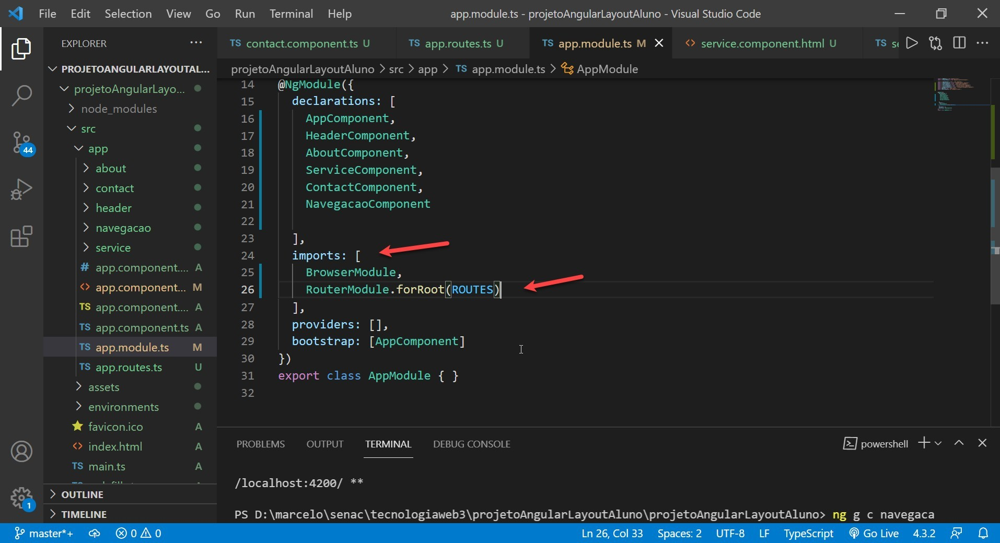 File Edit Selection View Go Run Terminal Help
app.module.ts - projetoAngularLayoutAluno - Visual Studio Code
EXPLORER
PROJETOANGULARLAYOUTAL...
projetoAngularLayo...
node_modules
src
app
about
contact
header
navegacao
service
# app.component.... A
<> app.component... M
TS app.component.... A
TS app.component.ts A
TS app.module.ts M
TS app.routes.ts U
assets
environments
favicon.ico A
<> index.html A
TS main.ts A
OUTLINE
TIMELINE
44
1
TS contact.component.ts U
TS app.routes.ts U
TS app.module.ts M
<> service.component.html U
TS
projetoAngularLayoutAluno > src > app > TS app.module.ts > AppModule
14 @NgModule({
15 declarations: [
16 AppComponent,
17 HeaderComponent,
18 AboutComponent,
19 ServiceComponent,
20 ContactComponent,
21 NavegacaoComponent
22
23 ],
24 imports: [
25 BrowserModule,
26 RouterModule.forRoot(ROUTES)
27 ],
28 providers: [],
29 bootstrap: [AppComponent]
30 })
31 export class AppModule { }
32
PROBLEMS OUTPUT TERMINAL DEBUG CONSOLE
powershell
/localhost:4200/ **
PS D:\marcelo\senac\tecnologiaweb3\projetoAngularLayoutAluno\projetoAngularLayoutAluno> ng g c navegaca
master*+ 0 0 Ln 26, Col 33 Spaces: 2 UTF-8 LF TypeScript Go Live 4.3.2